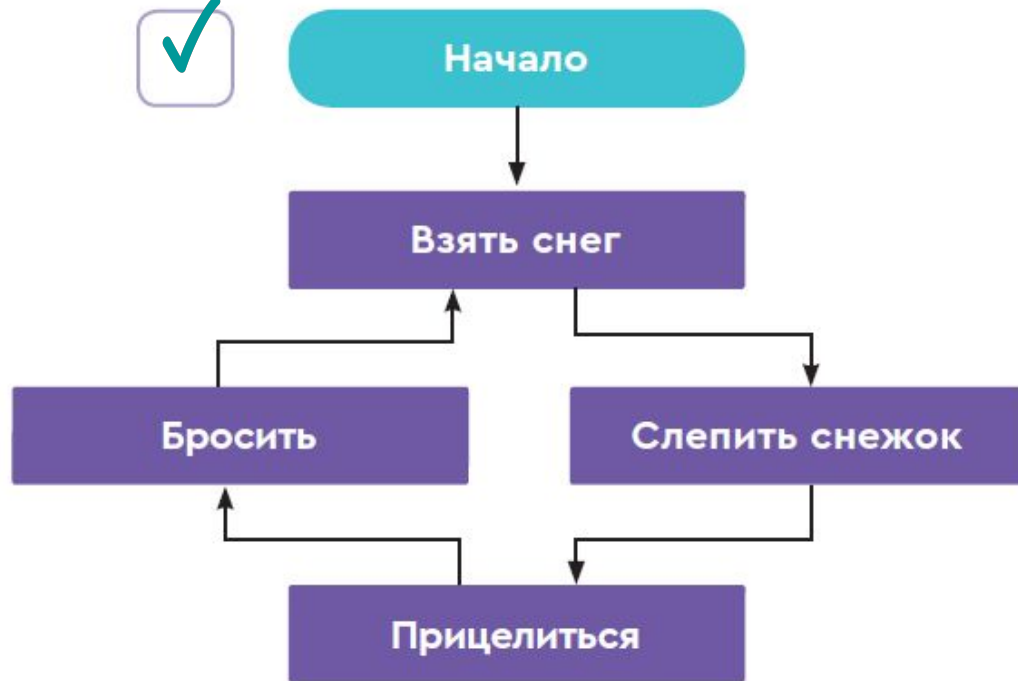 Начало
Взять снег
Бросить
Слепить снежок
Прицелиться